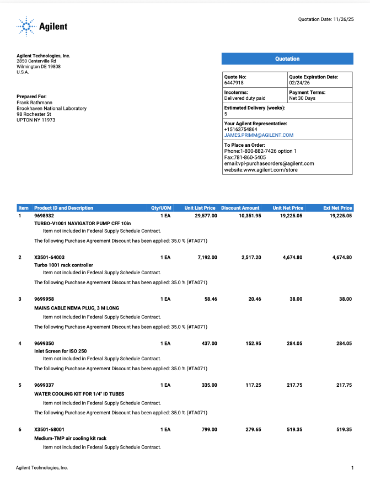 Quotation Date: 11/26/25
Agilent
Agilent Technologies, Inc.
2850 Centerville Rd
Wilmington DE 19808
U.S.A.
Quotation
Quote No:
6447918
Quote Expiration Date:
02/24/26
Incoterms:
Delivered duty paid
Payment Terms:
Net 30 Days
Estimated Delivery (weeks):
5
Prepared For:
Frank Rothmann
Brookhaven National Laboratory
98 Rochester St
UPTON NY 11973
Your Agilent Representative:
+15163754864
JAMES.PRIMM@AGILENT.COM
To Place an Order:
Phone:1-800-882-7426 option 1
Fax:781-860-5405
email:vpl-purchaseorders@agilent.com
website:www.agilent.com/store
Item Product ID and Description Qty/UOM Unit List Price Discount Amount Unit Net Price Ext Net Price
1 9698932 1 EA 29,577.00 10,351.95 19,225.05 19,225.05
TURBO-V1001 NAVIGATOR PUMP CFF 10in
Item not included in Federal Supply Schedule Contract.
The following Purchase Agreement Discount has been applied: 35.0 % (#TA071)
2 X3501-64003 1 EA 7,192.00 2,517.20 4,674.80 4,674.80
Turbo 1001 rack controller
Item not included in Federal Supply Schedule Contract.
The following Purchase Agreement Discount has been applied: 35.0 % (#TA071)
3 9699958 1 EA 58.46 20.46 38.00 38.00
MAINS CABLE NEMA PLUG, 3 M LONG
Item not included in Federal Supply Schedule Contract.
The following Purchase Agreement Discount has been applied: 35.0 % (#TA071)
4 9699350 1 EA 437.00 152.95 284.05 284.05
Inlet Screen for ISO 250
Item not included in Federal Supply Schedule Contract.
The following Purchase Agreement Discount has been applied: 35.0 % (#TA071)
5 9699337 1 EA 335.00 117.25 217.75 217.75
WATER COOLING KIT FOR 1/4" ID TUBES
Item not included in Federal Supply Schedule Contract.
The following Purchase Agreement Discount has been applied: 35.0 % (#TA071)
6 X3501-68001 1 EA 799.00 279.65 519.35 519.35
Medium-TMP air cooling kit rack
Item not included in Federal Supply Schedule Contract.
Agilent Technologies, Inc. 1